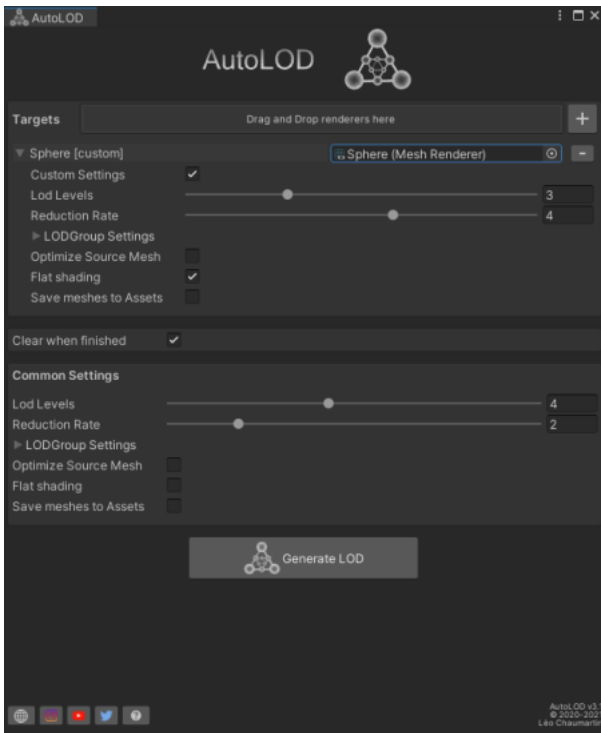 AutoLOD
AutoLOD
Targets Drag and Drop renderers here +
Sphere [custom] Sphere (Mesh Renderer) -
Custom Settings
Lod Levels 3
Reduction Rate 4
LODGroup Settings
Optimize Source Mesh
Flat shading
Save meshes to Assets
Clear when finished
Common Settings
Lod Levels 4
Reduction Rate 2
LODGroup Settings
Optimize Source Mesh
Flat shading
Save meshes to Assets
Generate LOD
?
AutoLOD
© 2020-2021
Léo Chaumartin